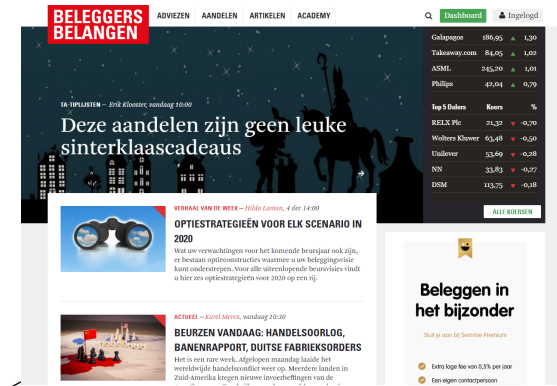 BELEGGERS
BELANGEN
ADVIEZEN AANDELEN ARTIKELEN ACADEMY
Dashboard
Ingelogd
TA-TIPLIJSTEN – Erik Klooster, vandaag 10:00
Deze aandelen zijn geen leuke
sinterklaascadeaus
Galapagos 186,95 1,30
Takeaway.com 84,05 1,02
ASML 245,20 1,01
Philips 42,04 0,79
Top 5 Dalers Koers %
RELX Plc 21,32 -0,70
Wolters Kluwer 63,48 -0,50
Unilever 53,69 -0,28
NN 33,83 -0,27
DSM 113,75 -0,18
ALLE KOERSEN
VERHAAL VAN DE WEEK – Hildo Laman, 4 dec 14:00
OPTIESTRATEGIEËN VOOR ELK SCENARIO IN
2020
Wat uw verwachtingen voor het komende beursjaar ook zijn,
er bestaan optieconstructies waarmee u uw beleggingsvisie
kunt ondersteunen. Voor alle uiteenlopende beursvisies vindt
u hier zes optiestrategieën voor 2020 op een rij.
ACTUEEL – Karel Mercx, vandaag 10:30
BEURZEN VANDAAG: HANDELSOORLOG,
BANENRAPPORT, DUITSE FABRIEKSORDERS
Het is een rare week. Afgelopen maandag laaide het
wereldwijde handelsconflict weer op. Meerdere landen in
Zuid-Amerika kregen nieuwe invoerheffingen van de
Beleggen in
het bijzonder
Sluit je aan bij Semmie Premium
Extra lage fee van 0,5% per jaar
Een eigen contactpersoon